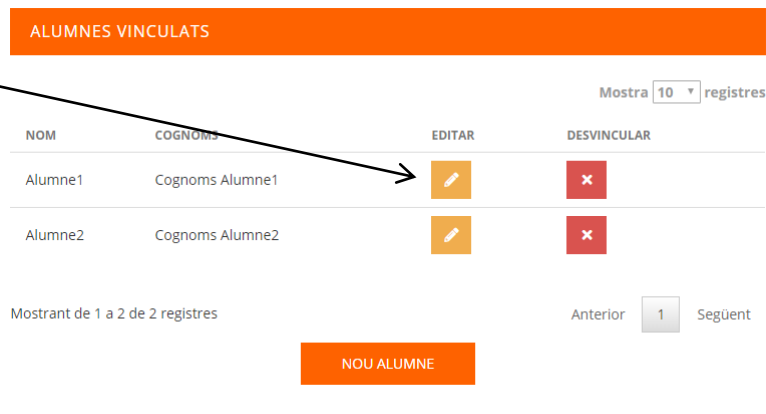 ALUMNES VINCULATS
Mostra 10 registres
NOM COGNOMS EDITAR DESVINCULAR
Alumne1 Cognoms Alumne1
Alumne2 Cognoms Alumne2
Mostrant de 1 a 2 de 2 registres Anterior 1 Següent
NOU ALUMNE